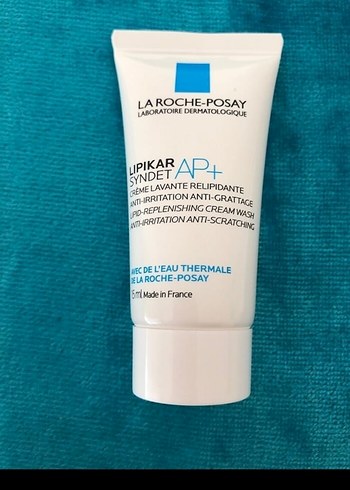 LA ROCHE-POSAY
LABORATOIRE DERMATOLOGIQUE
LIPIKAR
SYNDET AP+
CRÈME LAVANTE RELIPIDANTE
ANTI-IRRITATION ANTI-GRATTAGE
LIPID-REPLENISHING CREAM WASH
ANTI-IRRITATION ANTI-SCRATCHING
AVEC DE L'EAU THERMALE
DE LA ROCHE-POSAY
15ml Made in France